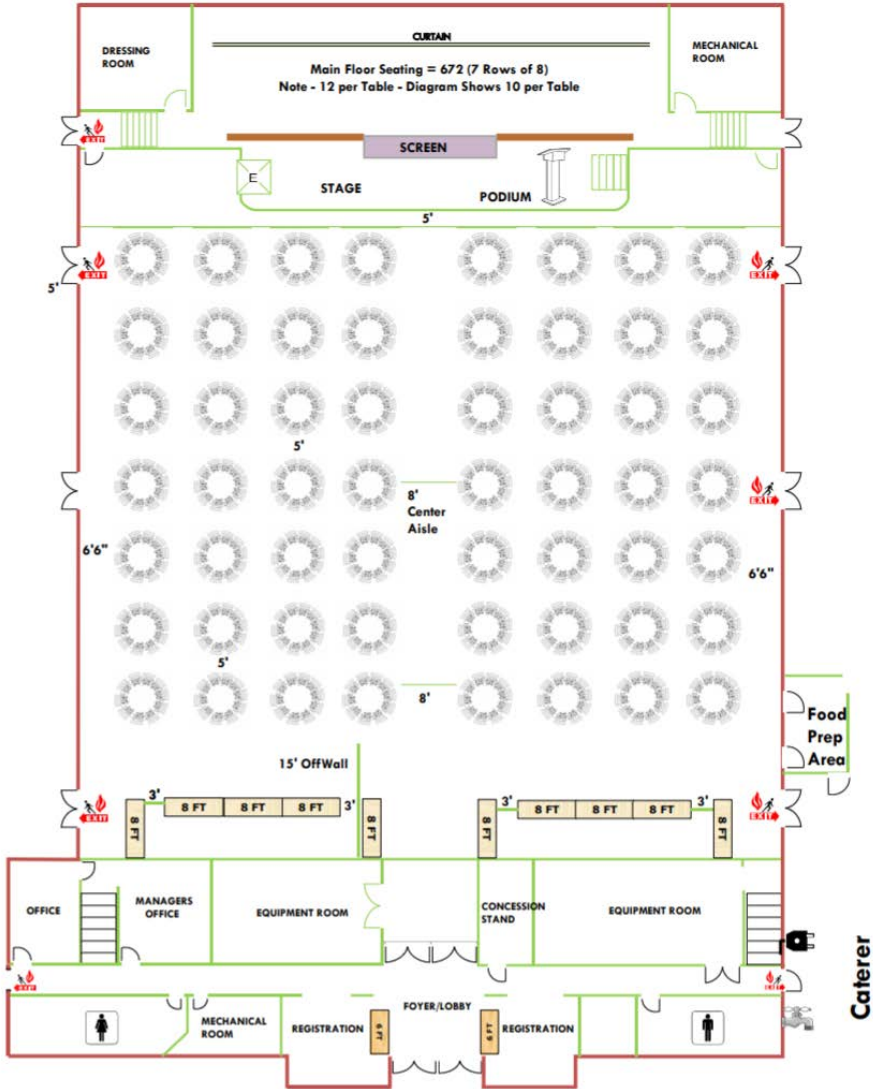 CURTAIN
DRESSING
ROOM
MECHANICAL
ROOM
Main Floor Seating = 672 (7 Rows of 8)
Note - 12 per Table - Diagram Shows 10 per Table
EXIT
SCREEN
E
STAGE
PODIUM
5'
EXIT
EXIT
5'
5'
8'
Center
Aisle
EXIT
6'6"
6'6"
5'
8'
Food
Prep
Area
15' OffWall
EXIT
3'
8 FT
8 FT
8 FT
3'
8 FT
8 FT
3'
8 FT
8 FT
8 FT
3'
8 FT
8 FT
EXIT
OFFICE
MANAGERS
OFFICE
EQUIPMENT ROOM
CONCESSION
STAND
EQUIPMENT ROOM
Caterer
EXIT
EXIT
MECHANICAL
ROOM
REGISTRATION
6 FT
FOYER/LOBBY
6 FT
REGISTRATION